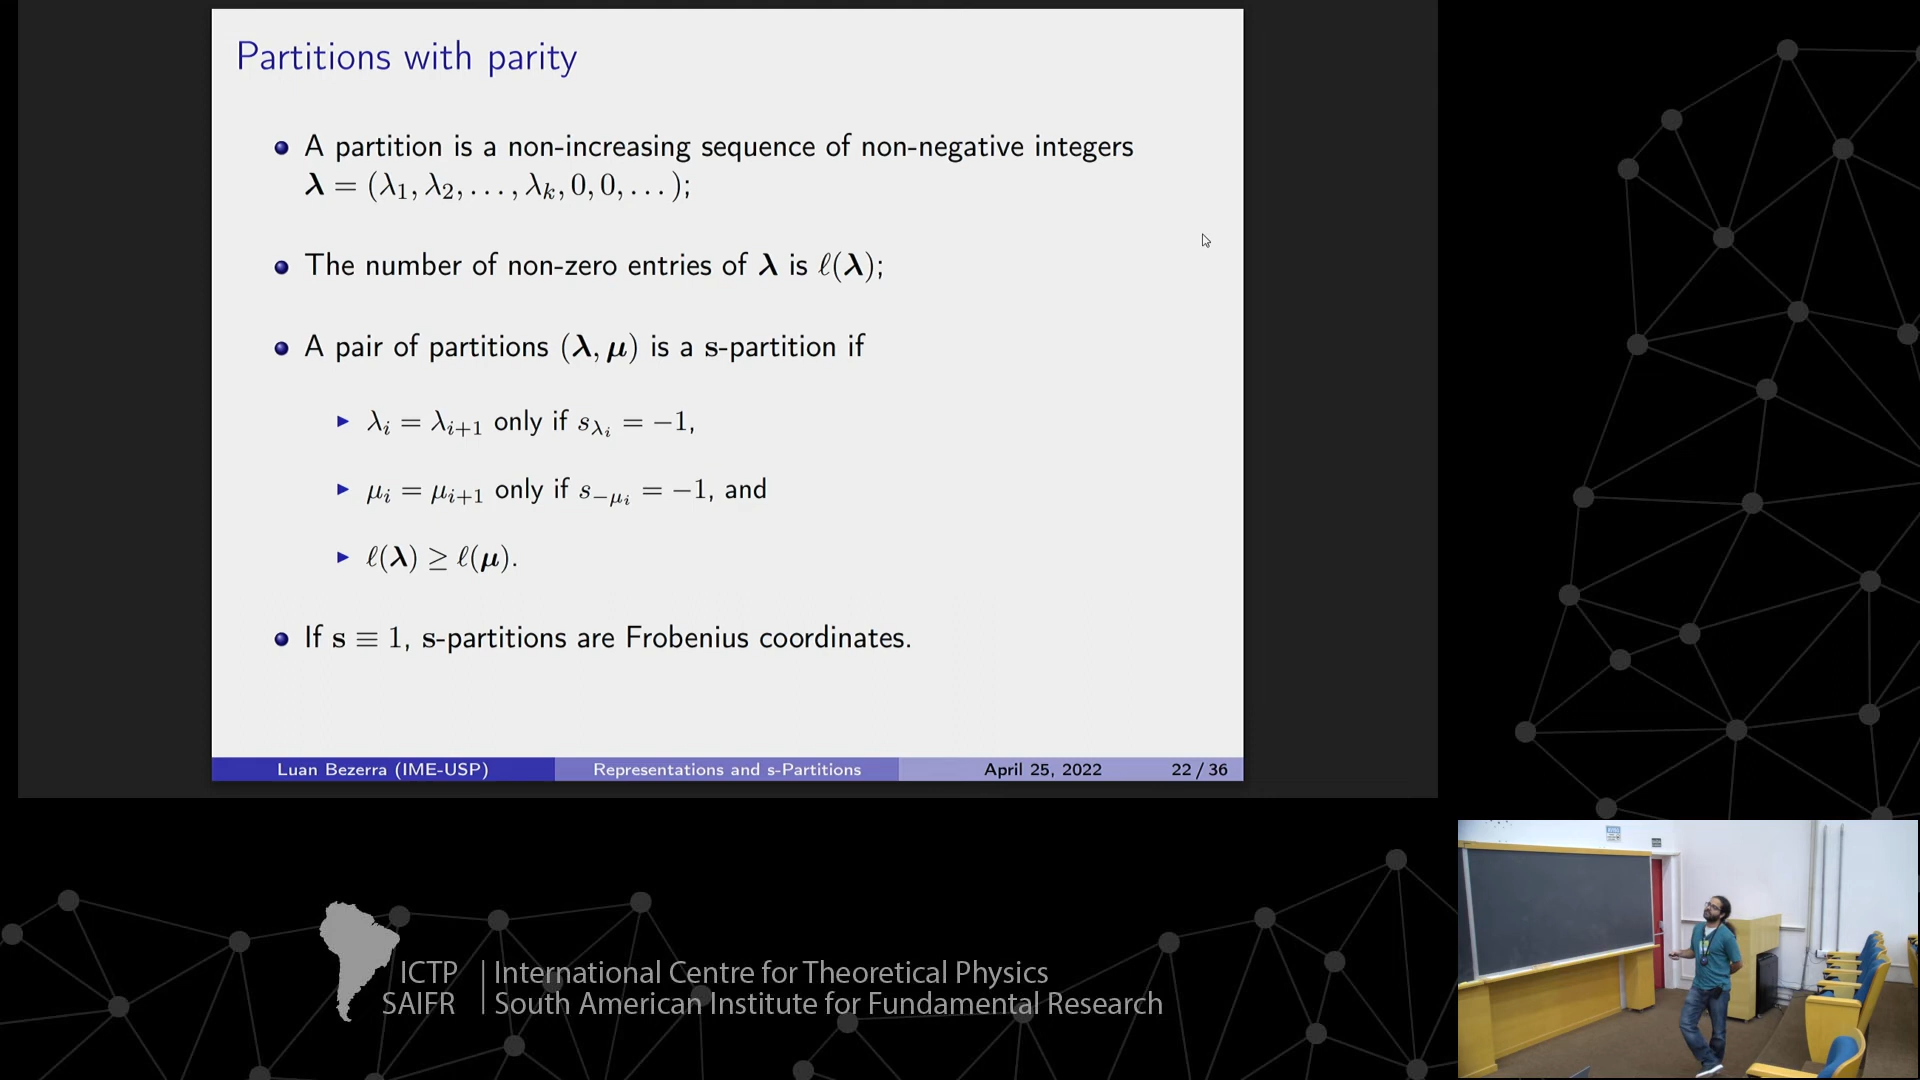 Partitions with parity
A partition is a non-increasing sequence of non-negative integers
λ = (λ₁, λ₂, . . . , λₖ, 0, 0, . . . );
The number of non-zero entries of λ is ℓ(λ);
A pair of partitions (λ, μ) is a s-partition if
λᵢ = λᵢ₊₁ only if s_{λᵢ} = −1,
μᵢ = μᵢ₊₁ only if s_{−μᵢ} = −1, and
ℓ(λ) ≥ ℓ(μ).
If s ≡ 1, s-partitions are Frobenius coordinates.
Luan Bezerra (IME-USP) Representations and s-Partitions April 25, 2022 22 / 36
ICTP International Centre for Theoretical Physics
SAIFR South American Institute for Fundamental Research